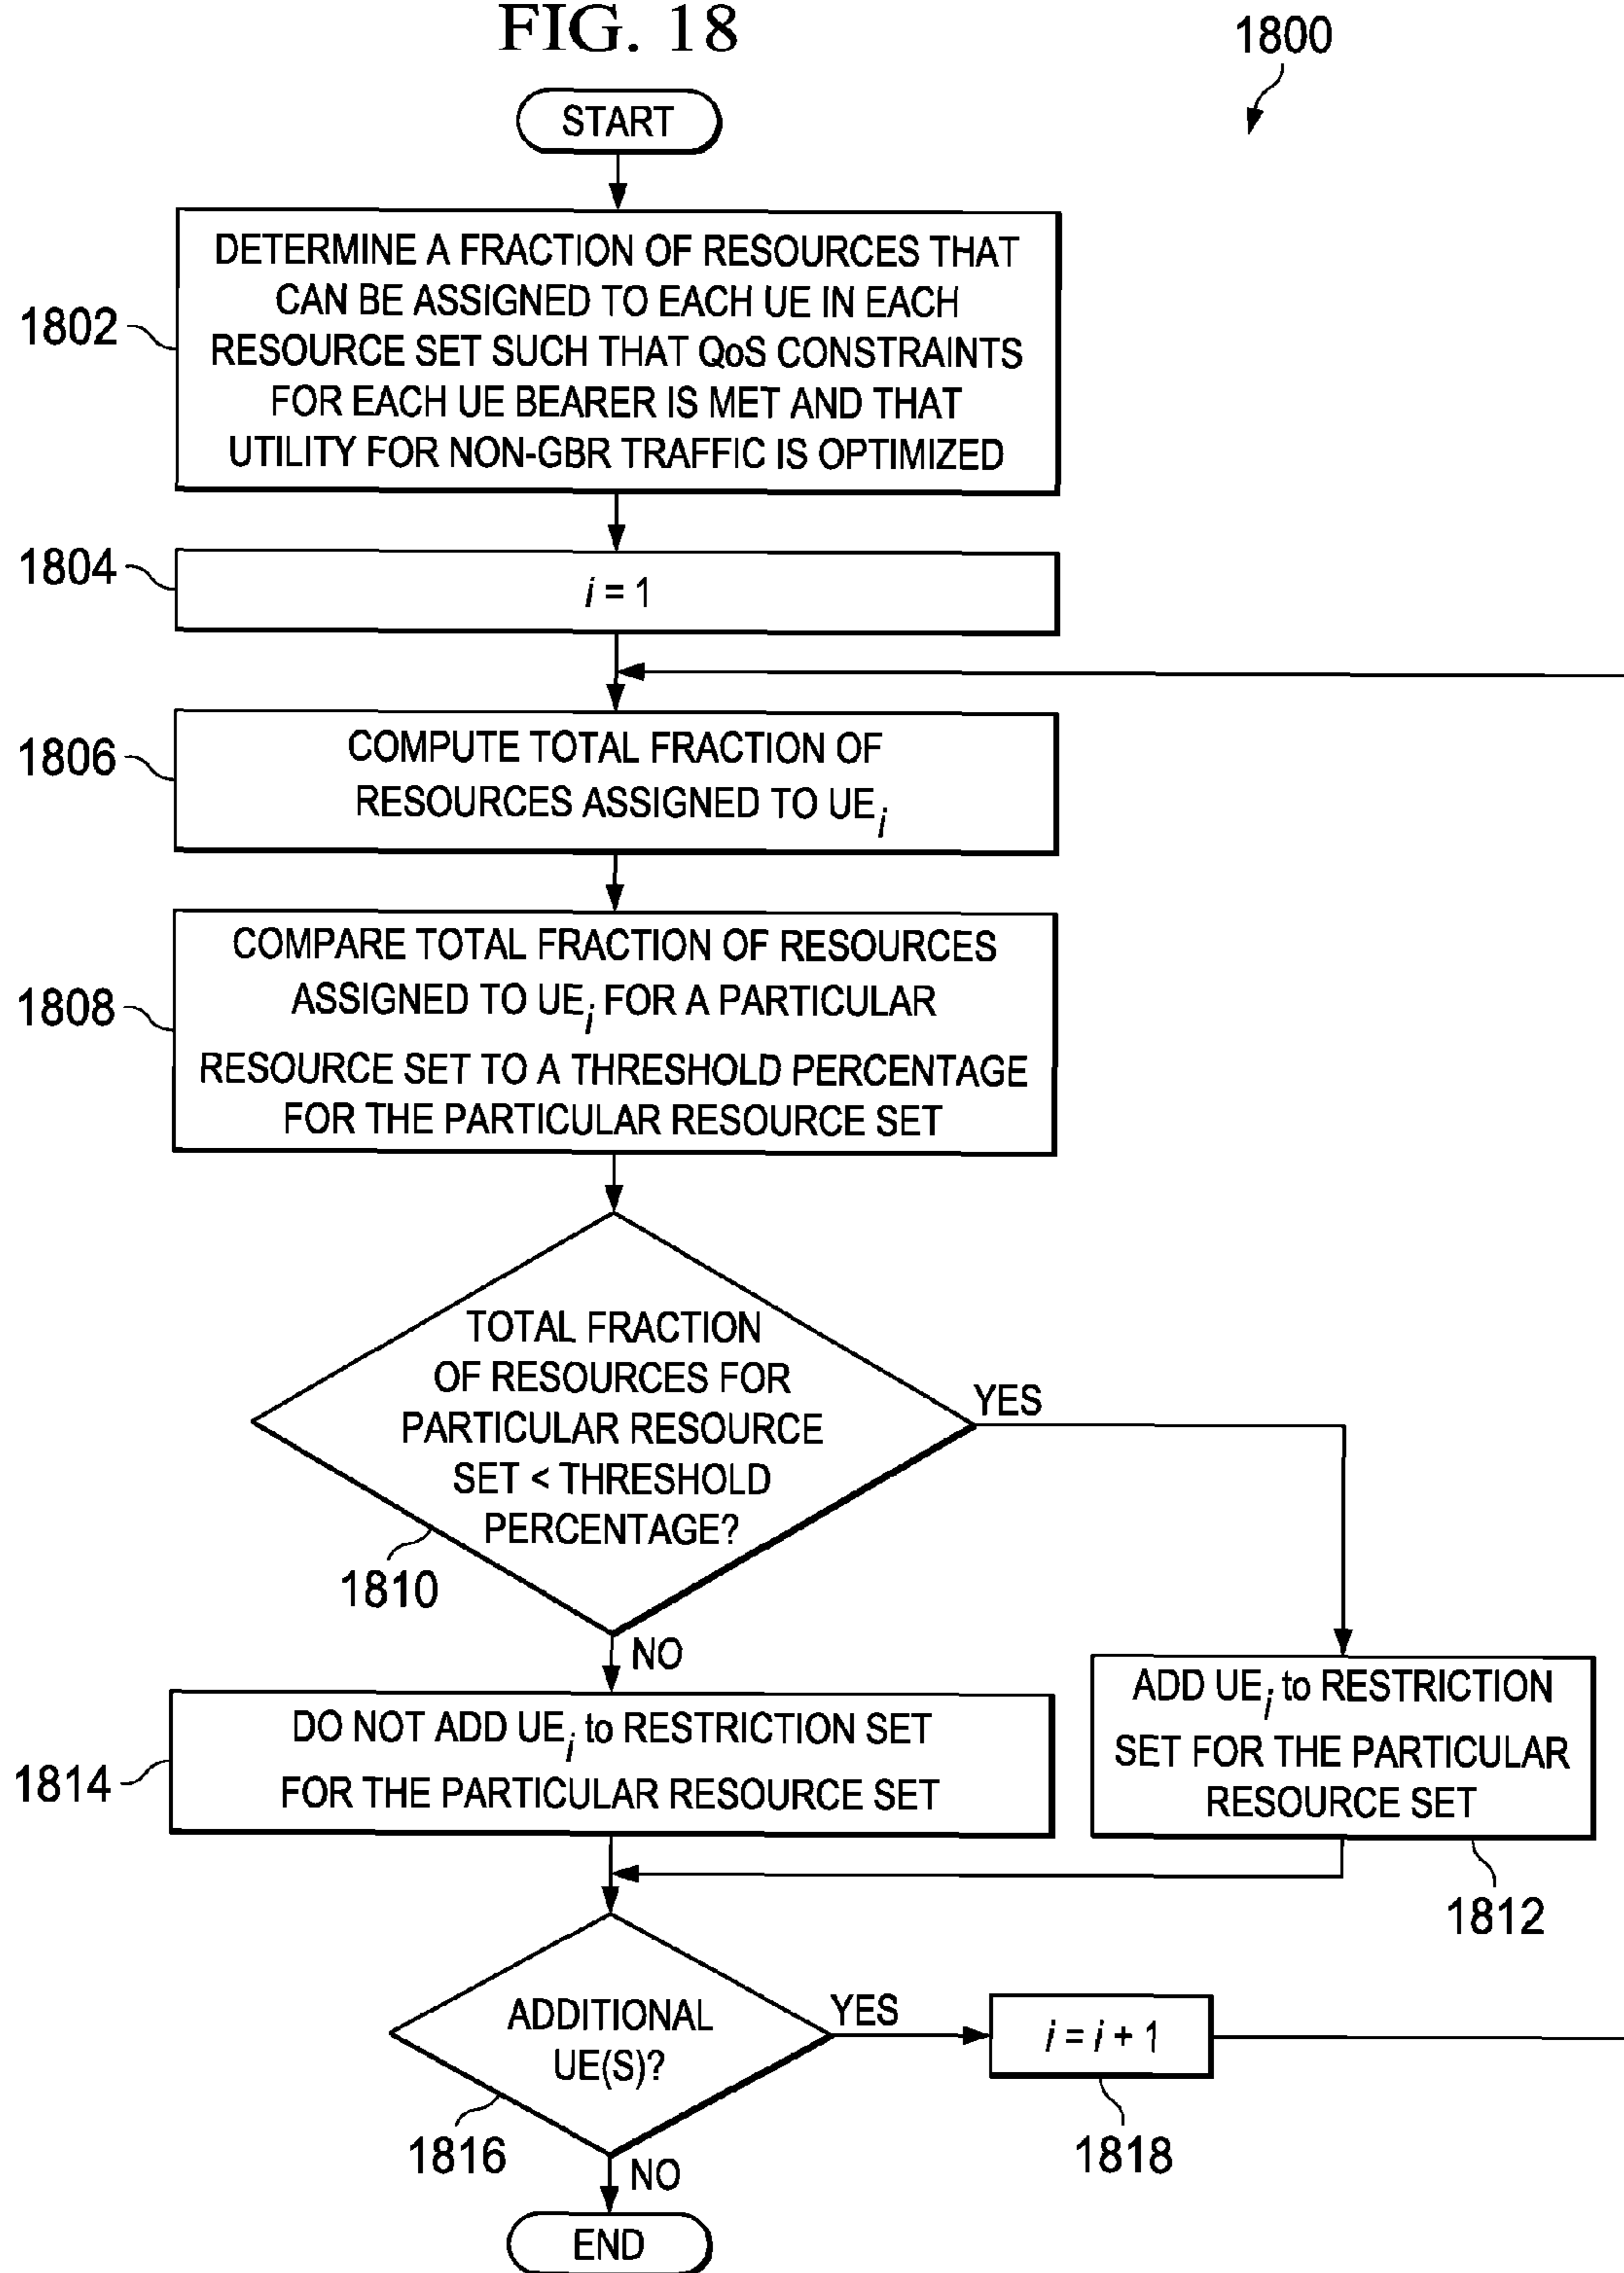 FIG. 18
1800
START
1802
DETERMINE A FRACTION OF RESOURCES THAT
CAN BE ASSIGNED TO EACH UE IN EACH
RESOURCE SET SUCH THAT QoS CONSTRAINTS
FOR EACH UE BEARER IS MET AND THAT
UTILITY FOR NON-GBR TRAFFIC IS OPTIMIZED
1804
i = 1
1806
COMPUTE TOTAL FRACTION OF
RESOURCES ASSIGNED TO UEi
1808
COMPARE TOTAL FRACTION OF RESOURCES
ASSIGNED TO UEi FOR A PARTICULAR
RESOURCE SET TO A THRESHOLD PERCENTAGE
FOR THE PARTICULAR RESOURCE SET
TOTAL FRACTION
OF RESOURCES FOR
PARTICULAR RESOURCE
SET < THRESHOLD
PERCENTAGE?
YES
1810
NO
1814
DO NOT ADD UEi to RESTRICTION SET
FOR THE PARTICULAR RESOURCE SET
ADD UEi to RESTRICTION
SET FOR THE PARTICULAR
RESOURCE SET
1812
ADDITIONAL
UE(S)?
YES
i = i + 1
1816
1818
NO
END